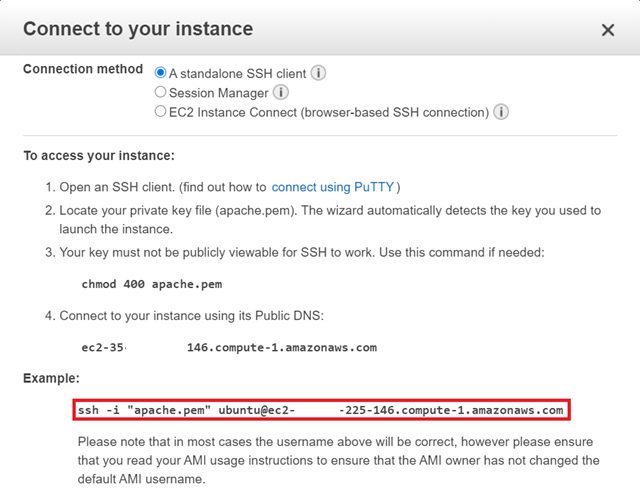 Connect to your instance
Connection method
A standalone SSH client
Session Manager
EC2 Instance Connect (browser-based SSH connection)
To access your instance:
1. Open an SSH client. (find out how to connect using PuTTY)
2. Locate your private key file (apache.pem). The wizard automatically detects the key you used to
launch the instance.
3. Your key must not be publicly viewable for SSH to work. Use this command if needed:
chmod 400 apache.pem
4. Connect to your instance using its Public DNS:
ec2-35- 146.compute-1.amazonaws.com
Example:
ssh -i "apache.pem" ubuntu@ec2- -225-146.compute-1.amazonaws.com
Please note that in most cases the username above will be correct, however please ensure
that you read your AMI usage instructions to ensure that the AMI owner has not changed the
default AMI username.